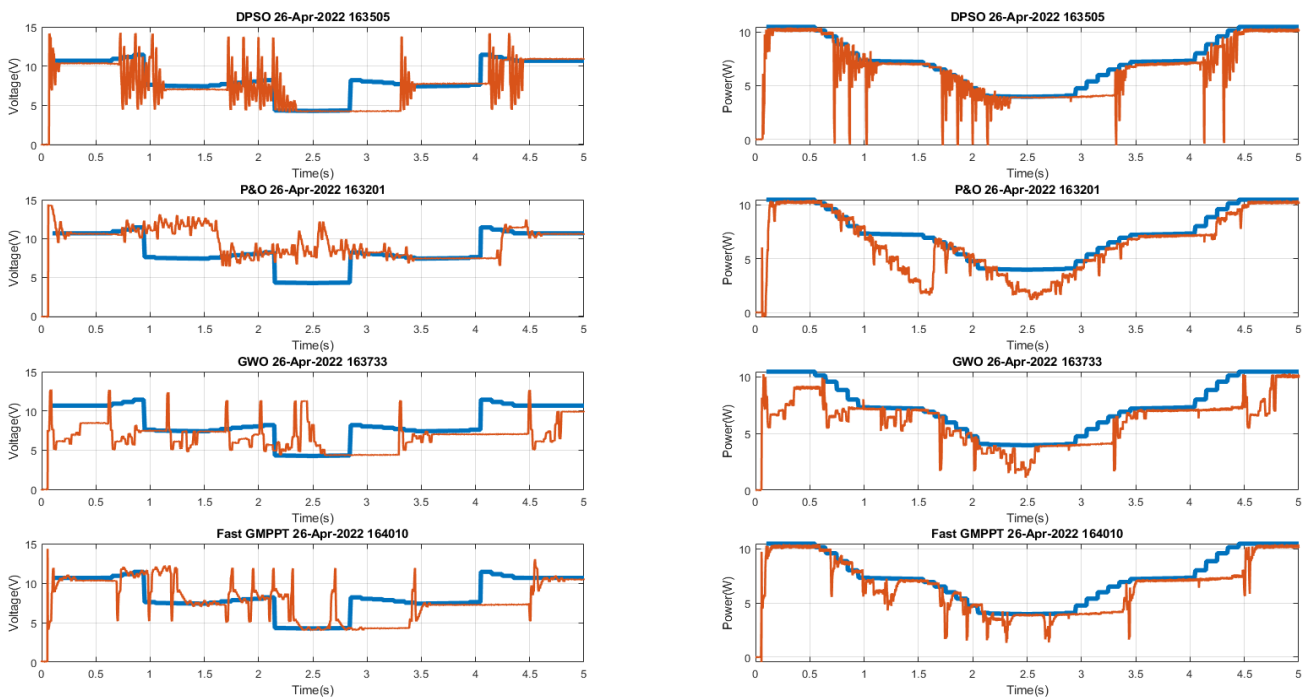 DPSO 26-Apr-2022 163505
Voltage(V)
15
10
5
0
0 0.5 1 1.5 2 2.5 3 3.5 4 4.5 5
Time(s)
DPSO 26-Apr-2022 163505
Power(W)
10
5
0
0 0.5 1 1.5 2 2.5 3 3.5 4 4.5 5
Time(s)
P&O 26-Apr-2022 163201
Voltage(V)
15
10
5
0
0 0.5 1 1.5 2 2.5 3 3.5 4 4.5 5
Time(s)
P&O 26-Apr-2022 163201
Power(W)
10
5
0
0 0.5 1 1.5 2 2.5 3 3.5 4 4.5 5
Time(s)
GWO 26-Apr-2022 163733
Voltage(V)
15
10
5
0
0 0.5 1 1.5 2 2.5 3 3.5 4 4.5 5
Time(s)
GWO 26-Apr-2022 163733
Power(W)
10
5
0
0 0.5 1 1.5 2 2.5 3 3.5 4 4.5 5
Time(s)
Fast GMPPT 26-Apr-2022 164010
Voltage(V)
15
10
5
0
0 0.5 1 1.5 2 2.5 3 3.5 4 4.5 5
Time(s)
Fast GMPPT 26-Apr-2022 164010
Power(W)
10
5
0
0 0.5 1 1.5 2 2.5 3 3.5 4 4.5 5
Time(s)